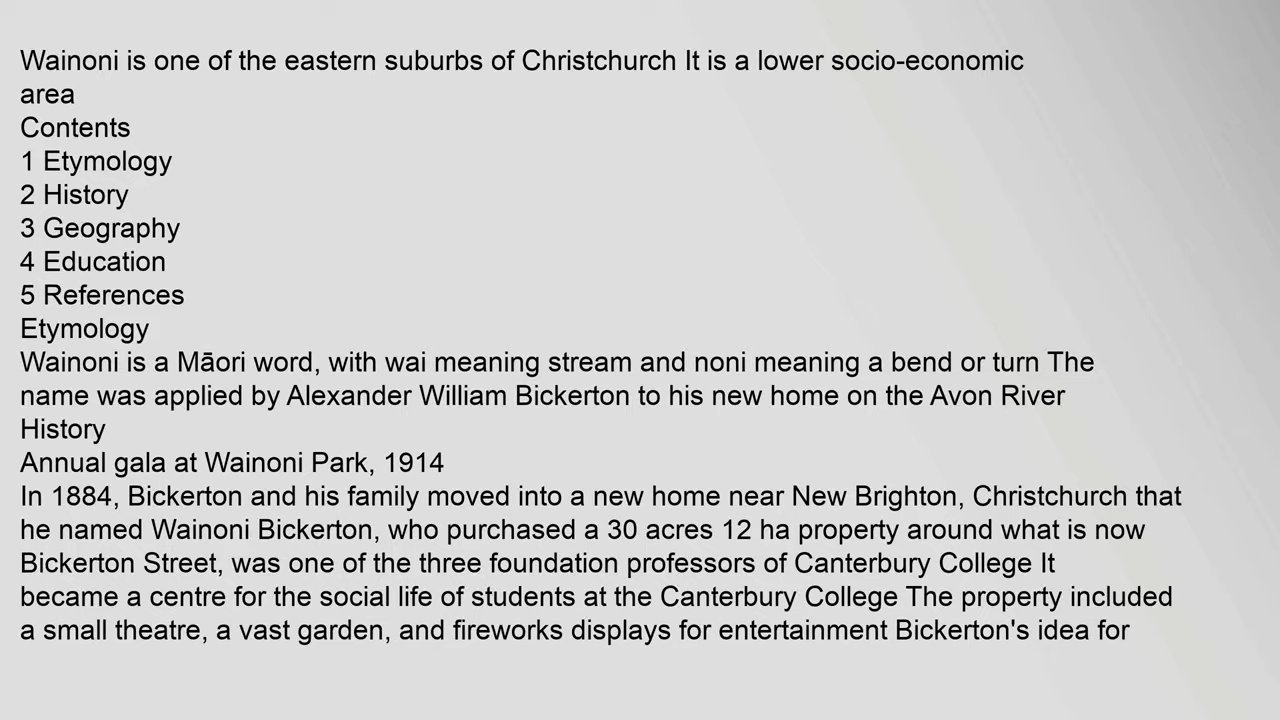 Wainoni is one of the eastern suburbs of Christchurch It is a lower socio-economic
area
Contents
1 Etymology
2 History
3 Geography
4 Education
5 References
Etymology
Wainoni is a Māori word, with wai meaning stream and noni meaning a bend or turn The
name was applied by Alexander William Bickerton to his new home on the Avon River
History
Annual gala at Wainoni Park, 1914
In 1884, Bickerton and his family moved into a new home near New Brighton, Christchurch that
he named Wainoni Bickerton, who purchased a 30 acres 12 ha property around what is now
Bickerton Street, was one of the three foundation professors of Canterbury College It
became a centre for the social life of students at the Canterbury College The property included
a small theatre, a vast garden, and fireworks displays for entertainment Bickerton's idea for